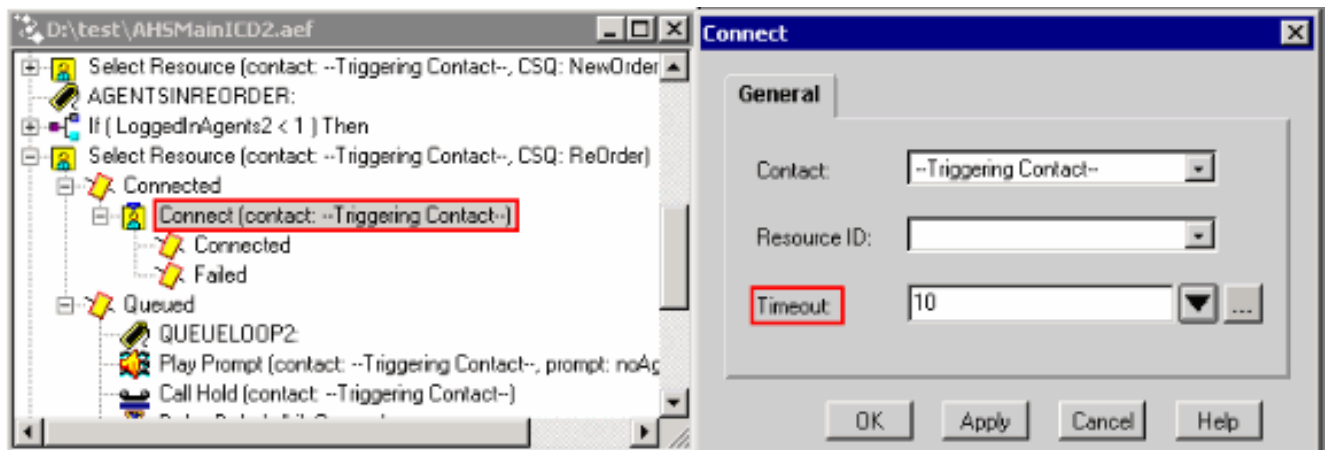 D:\test\AHSMainICD2.aef
Select Resource (contact: --Triggering Contact--, CSQ: NewOrder
AGENTSINREORDER:
If ( LoggedInAgents2 < 1 ) Then
Select Resource (contact: --Triggering Contact--, CSQ: ReOrder)
Connected
Connect (contact: --Triggering Contact--)
Connected
Failed
Queued
QUEUELOOP2:
Play Prompt (contact: --Triggering Contact--, prompt: noAg
Call Hold (contact: --Triggering Contact--)
Connect
General
Contact:
--Triggering Contact--
Resource ID:
Timeout:
10
...
OK
Apply
Cancel
Help